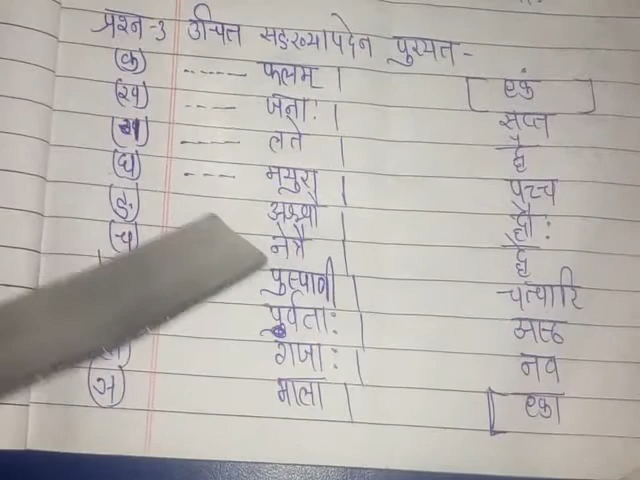 प्रश्न-3 उचित सङ्ख्यापदेन पुरयत-
(क) ----- फलम्। एकं
(ख) ---- जनाः। सप्त
(ग) ----- लते। द्वे
(घ) ---- मयुरा। पञ्च
(ङ) अश्वौ द्वौः
(च) नेत्रे। द्वे
पुष्पाणी। चत्वारि
पुर्वताः। अष्ट
गजाः। नव
(ञ) माला। एका